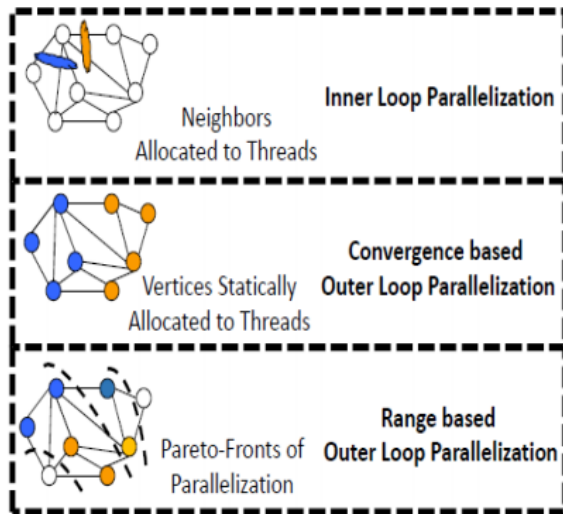 Neighbors
Allocated to Threads
Inner Loop Parallelization
Vertices Statically
Allocated to Threads
Convergence based
Outer Loop Parallelization
Pareto-Fronts of
Parallelization
Range based
Outer Loop Parallelization